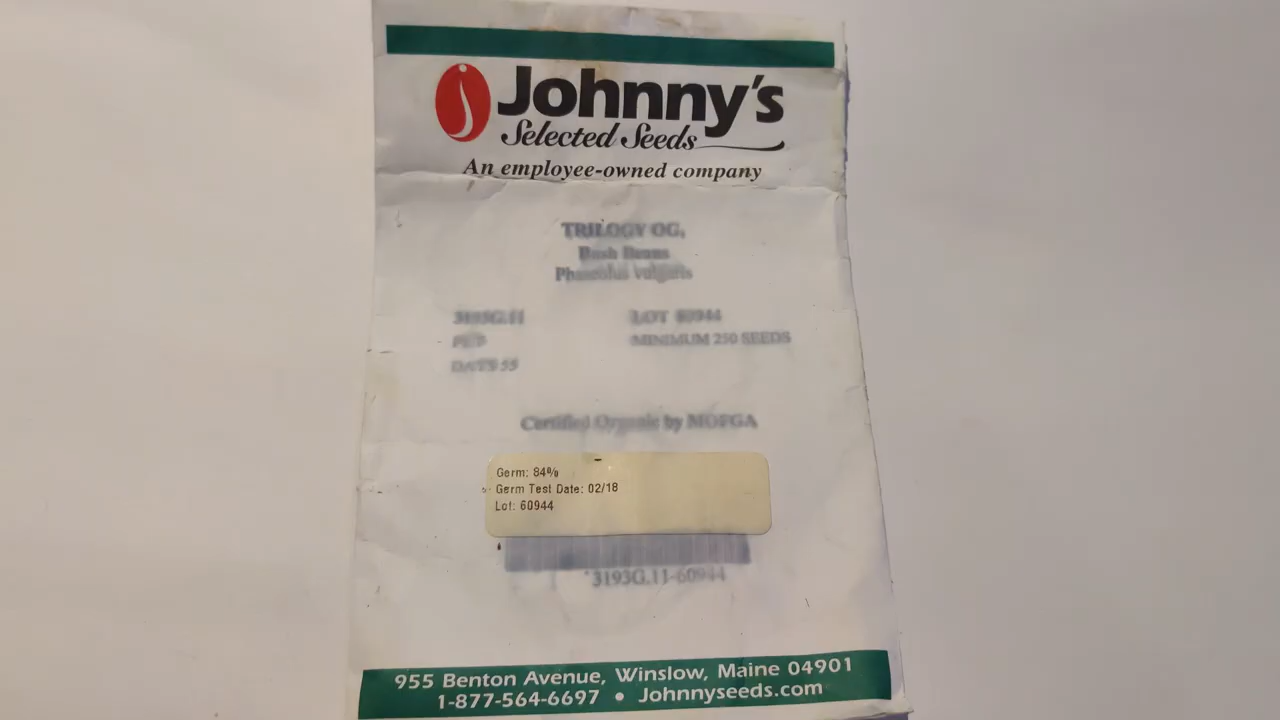 Johnny's
Selected Seeds
An employee-owned company
TRILOGY OG,
Bush Beans
Phaseolus vulgaris
3193G.11
LOT 60944
MINIMUM 250 SEEDS
DAYS 55
Certified Organic by MOFGA
Germ: 84%
Germ Test Date: 02/18
Lot: 60944
3193G.11-60944
955 Benton Avenue, Winslow, Maine 04901
1-877-564-6697 • Johnnyseeds.com